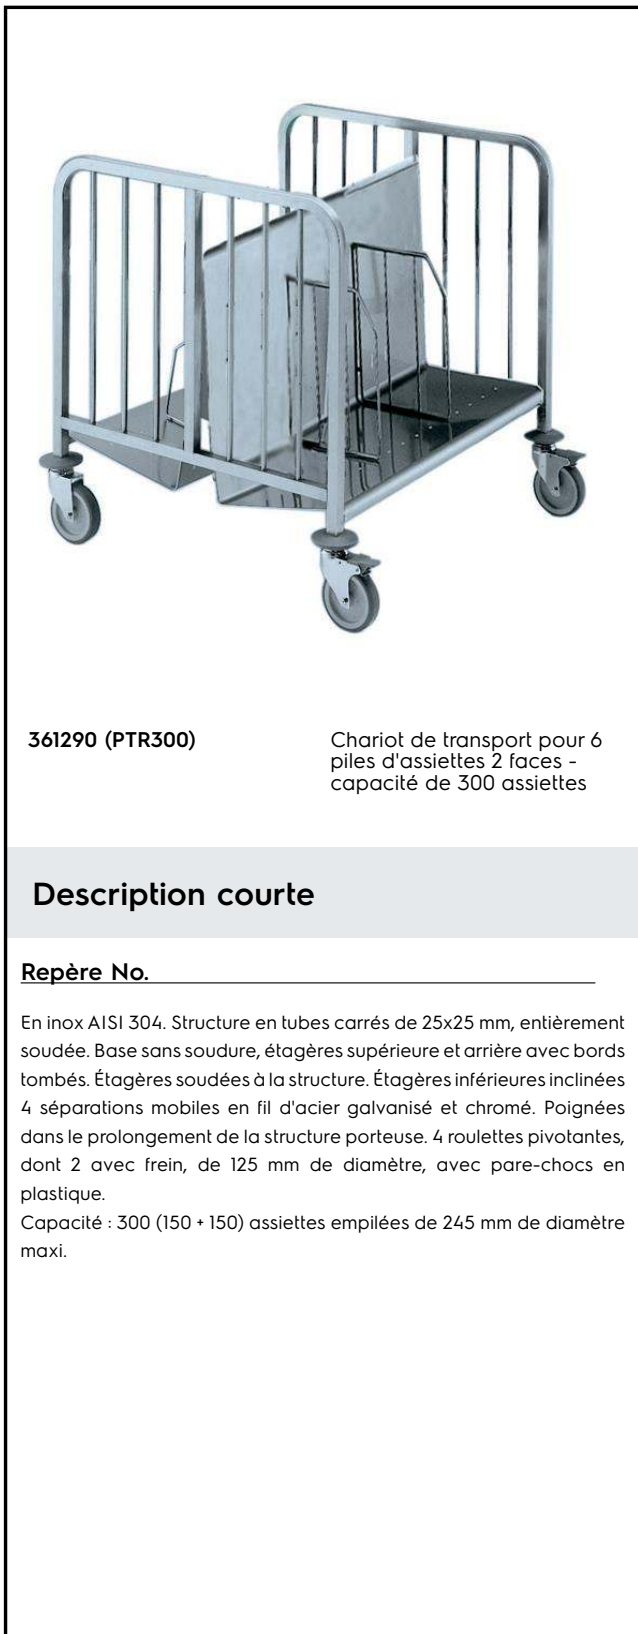 361290 (PTR300)
Chariot de transport pour 6
piles d'assiettes 2 faces -
capacité de 300 assiettes
Description courte
Repère No.
En inox AISI 304. Structure en tubes carrés de 25x25 mm, entièrement
soudée. Base sans soudure, étagères supérieure et arrière avec bords
tombés. Étagères soudées à la structure. Étagères inférieures inclinées
4 séparations mobiles en fil d'acier galvanisé et chromé. Poignées
dans le prolongement de la structure porteuse. 4 roulettes pivotantes,
dont 2 avec frein, de 125 mm de diamètre, avec pare-chocs en
plastique.
Capacité : 300 (150 + 150) assiettes empilées de 245 mm de diamètre
maxi.